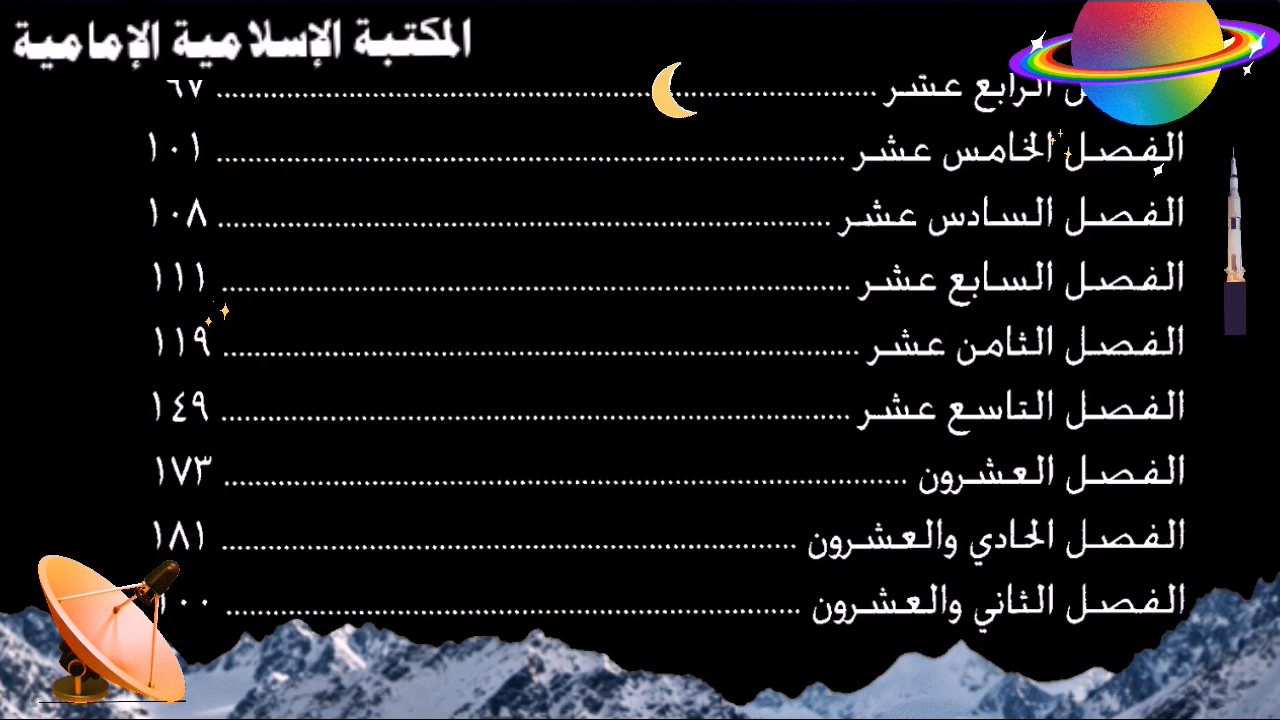 المكتبة الإسلامية الإمامية
الرابع عشر ........................ ٦٧
الفصل الخامس عشر ........................ ١٠١
الفصل السادس عشر ........................ ١٠٨
الفصل السابع عشر ........................ ١١١
الفصل الثامن عشر ........................ ١١٩
الفصل التاسع عشر ........................ ١٤٩
الفصل العشرون ........................ ١٧٣
الفصل الحادي والعشرون ........................ ١٨١
الفصل الثاني والعشرون ........................